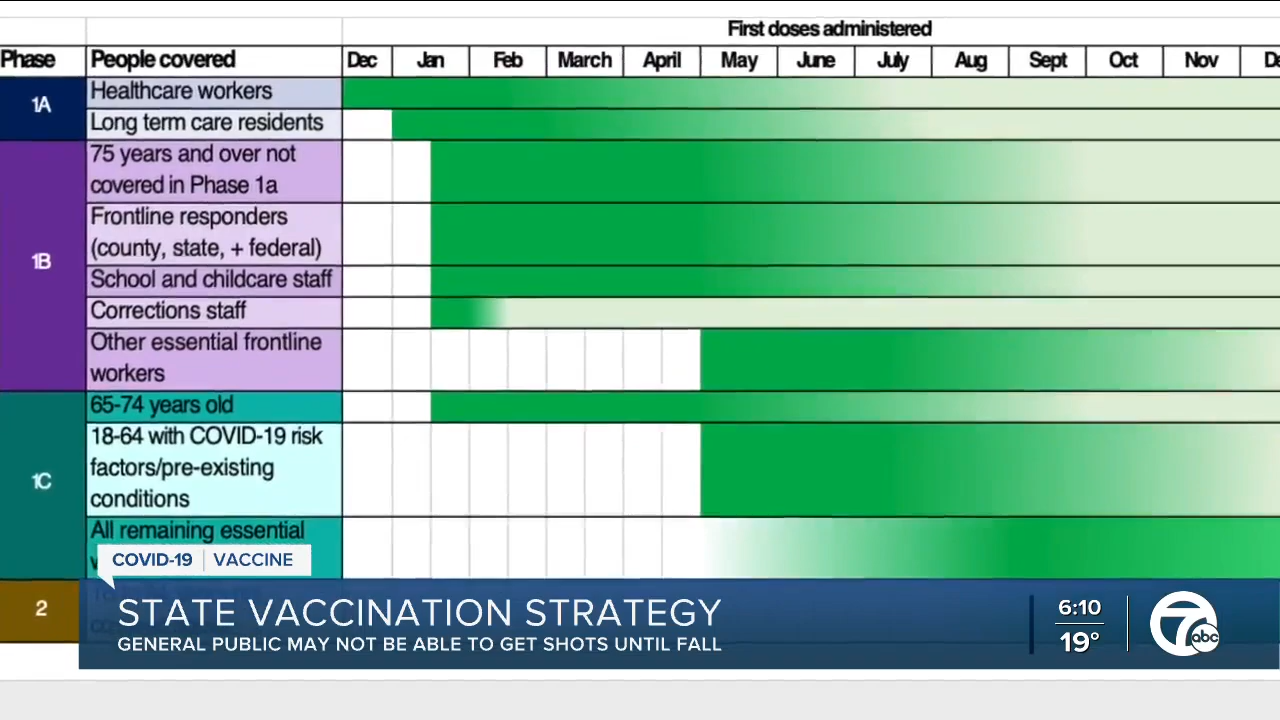 First doses administered
Phase People covered Dec Jan Feb March April May June July Aug Sept Oct Nov
1A
Healthcare workers
Long term care residents
1B
75 years and over not
covered in Phase 1a
Frontline responders
(county, state, + federal)
School and childcare staff
Corrections staff
Other essential frontline
workers
1C
65-74 years old
18-64 with COVID-19 risk
factors/pre-existing
conditions
All remaining essential
2
COVID-19 | VACCINE
STATE VACCINATION STRATEGY
GENERAL PUBLIC MAY NOT BE ABLE TO GET SHOTS UNTIL FALL
6:10
19°
7 abc